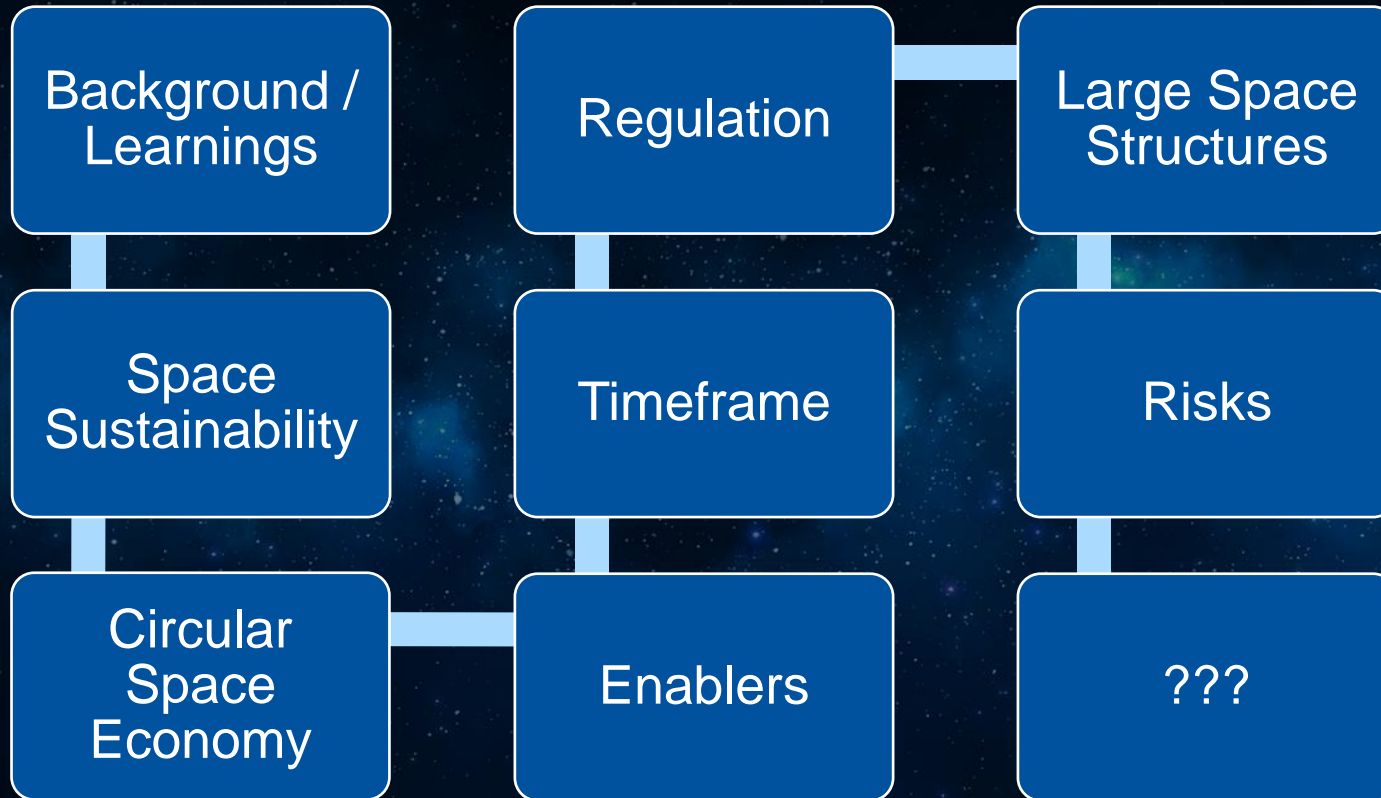 Background /
Learnings
Space
Sustainability
Circular
Space
Economy
Enablers
Timeframe
Regulation
Large Space
Structures
Risks
???